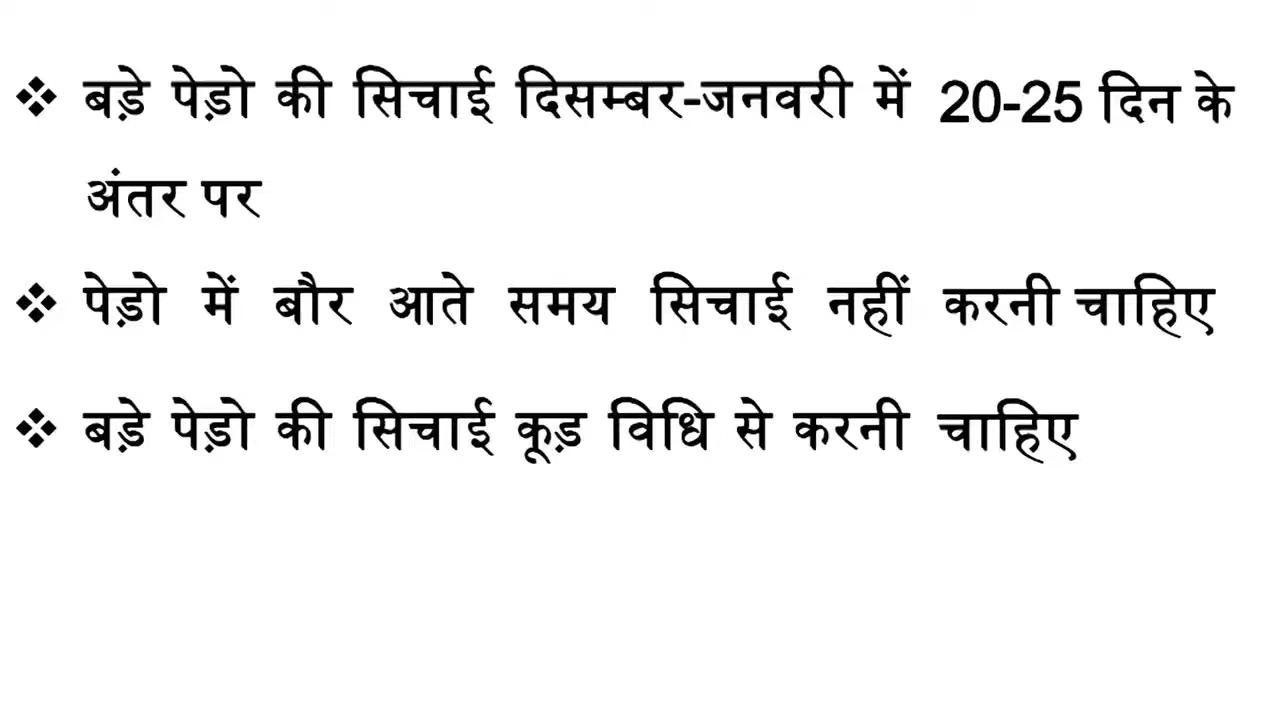 ❖ बड़े पेड़ो की सिचाई दिसम्बर-जनवरी में 20-25 दिन के
अंतर पर
❖ पेड़ो में बौर आते समय सिचाई नहीं करनी चाहिए
❖ बड़े पेड़ो की सिचाई कूड़ विधि से करनी चाहिए